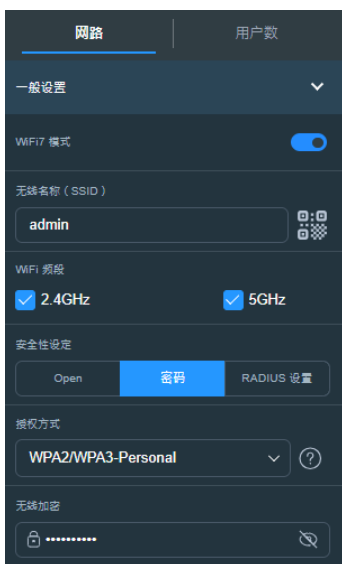 网路 用户数
一般设置
WiFi7 模式
无线名称（SSID）
admin
WiFi 频段
2.4GHz 5GHz
安全性设定
Open 密码 RADIUS 设置
授权方式
WPA2/WPA3-Personal
无线加密
••••••••••